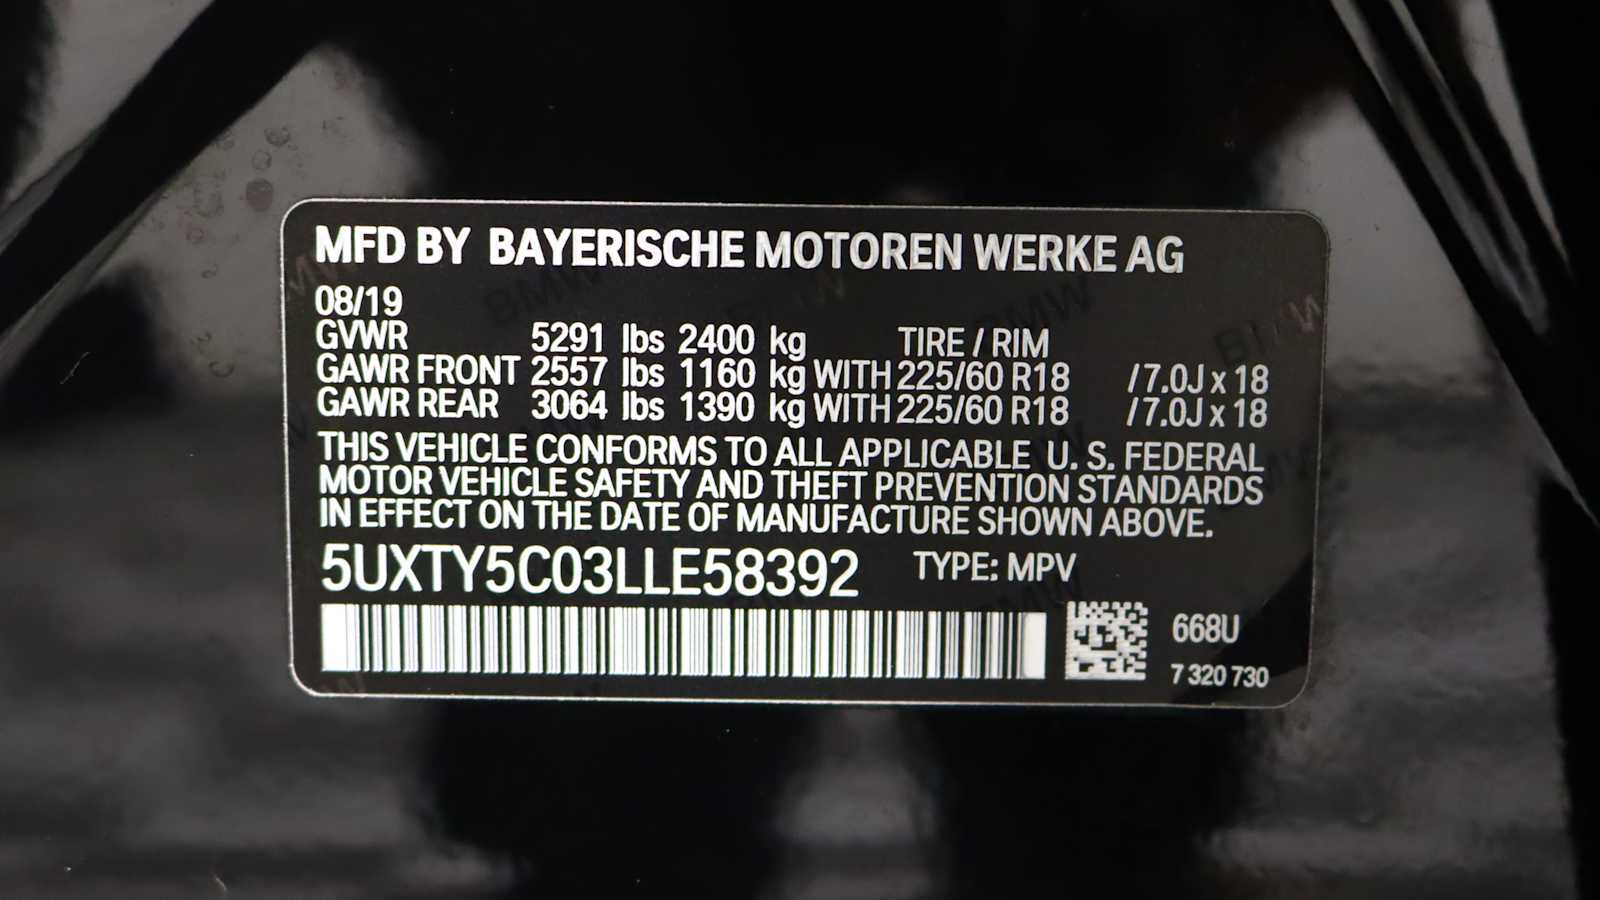 MFD BY BAYERISCHE MOTOREN WERKE AG
08/19
GVWR 5291 lbs 2400 kg TIRE / RIM
GAWR FRONT 2557 lbs 1160 kg WITH 225/60 R18 / 7.0J x 18
GAWR REAR 3064 lbs 1390 kg WITH 225/60 R18 / 7.0J x 18
THIS VEHICLE CONFORMS TO ALL APPLICABLE U. S. FEDERAL
MOTOR VEHICLE SAFETY AND THEFT PREVENTION STANDARDS
IN EFFECT ON THE DATE OF MANUFACTURE SHOWN ABOVE.
5UXTY5C03LLE58392 TYPE: MPV
668U
7 320 730